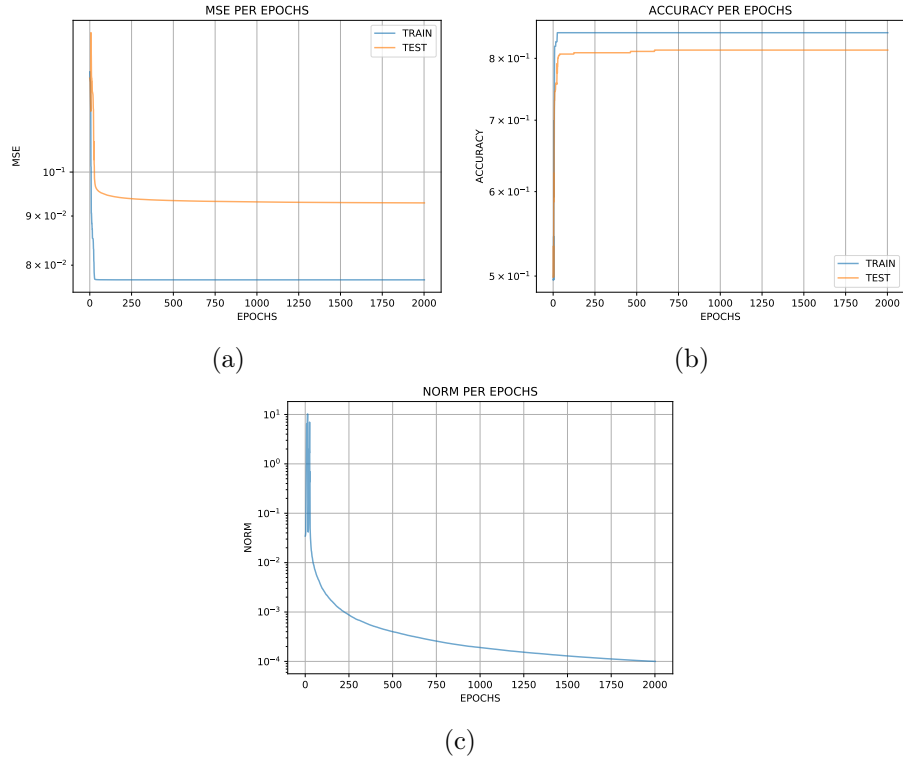 MSE PER EPOCHS
TRAIN
TEST
MSE
10⁻¹
9 × 10⁻²
8 × 10⁻²
0 250 500 750 1000 1250 1500 1750 2000
EPOCHS
(a)
ACCURACY PER EPOCHS
ACCURACY
8 × 10⁻¹
7 × 10⁻¹
6 × 10⁻¹
5 × 10⁻¹
TRAIN
TEST
0 250 500 750 1000 1250 1500 1750 2000
EPOCHS
(b)
NORM PER EPOCHS
NORM
10¹
10⁰
10⁻¹
10⁻²
10⁻³
10⁻⁴
0 250 500 750 1000 1250 1500 1750 2000
EPOCHS
(c)